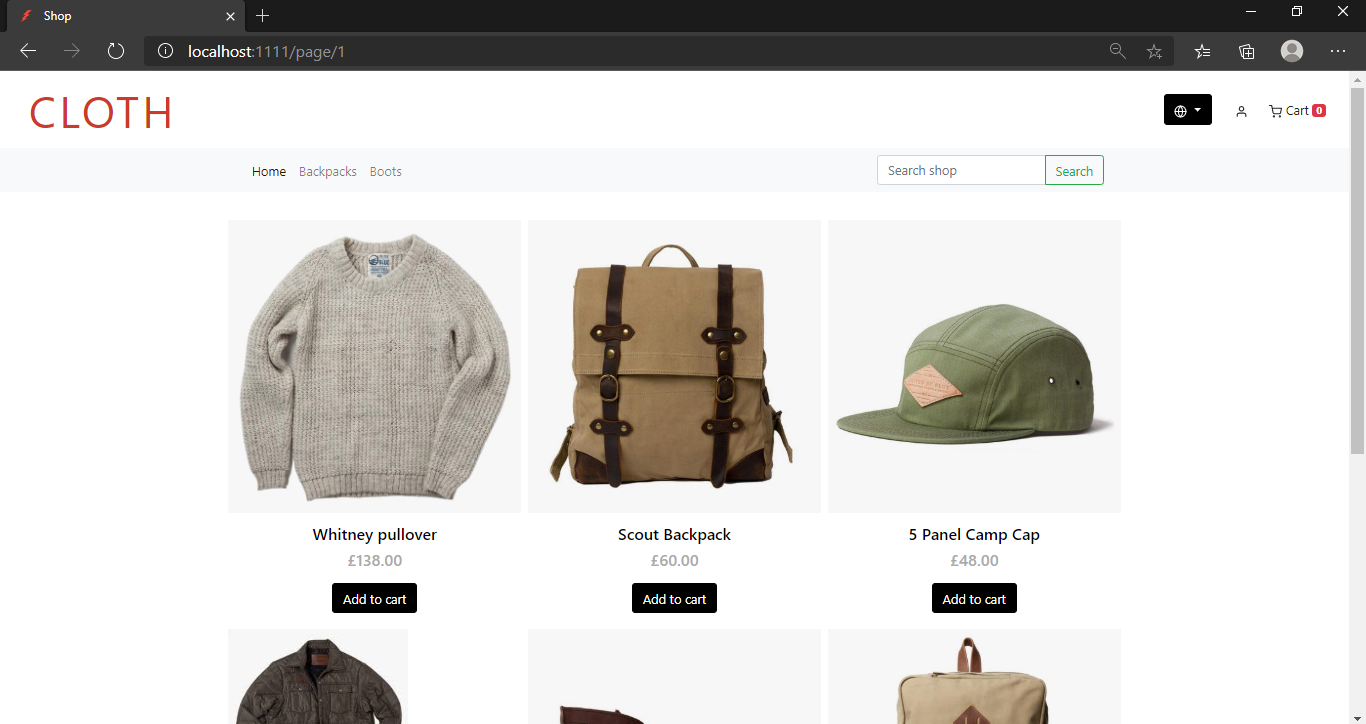 Shop
localhost:1111/page/1
CLOTH
Cart 0
Home Backpacks Boots
Search shop Search
Whitney pullover
£138.00
Add to cart
Scout Backpack
£60.00
Add to cart
5 Panel Camp Cap
£48.00
Add to cart